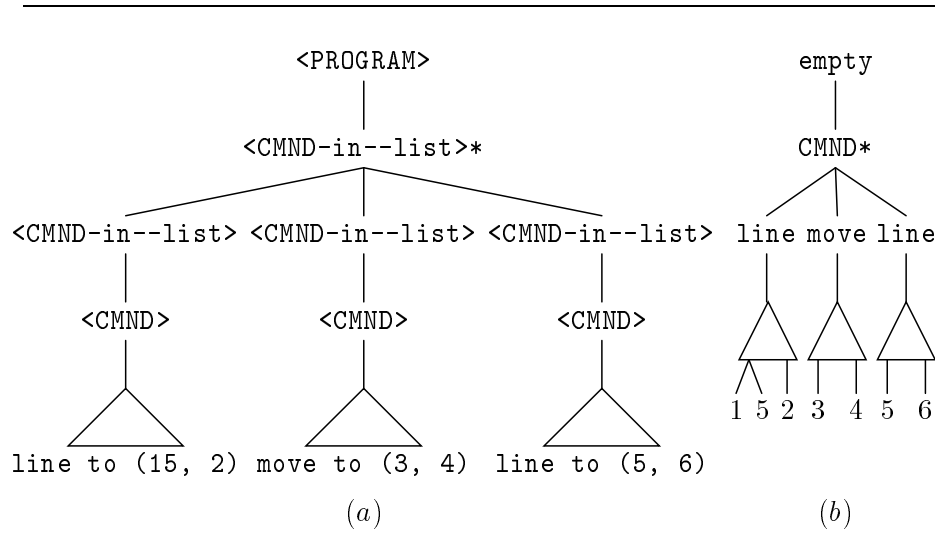 <PROGRAM> empty
<CMND-in--list>* CMND*
<CMND-in--list> <CMND-in--list> <CMND-in--list> line move line
<CMND> <CMND> <CMND>
1 5 2 3 4 5 6
line to (15, 2) move to (3, 4) line to (5, 6)
(a) (b)